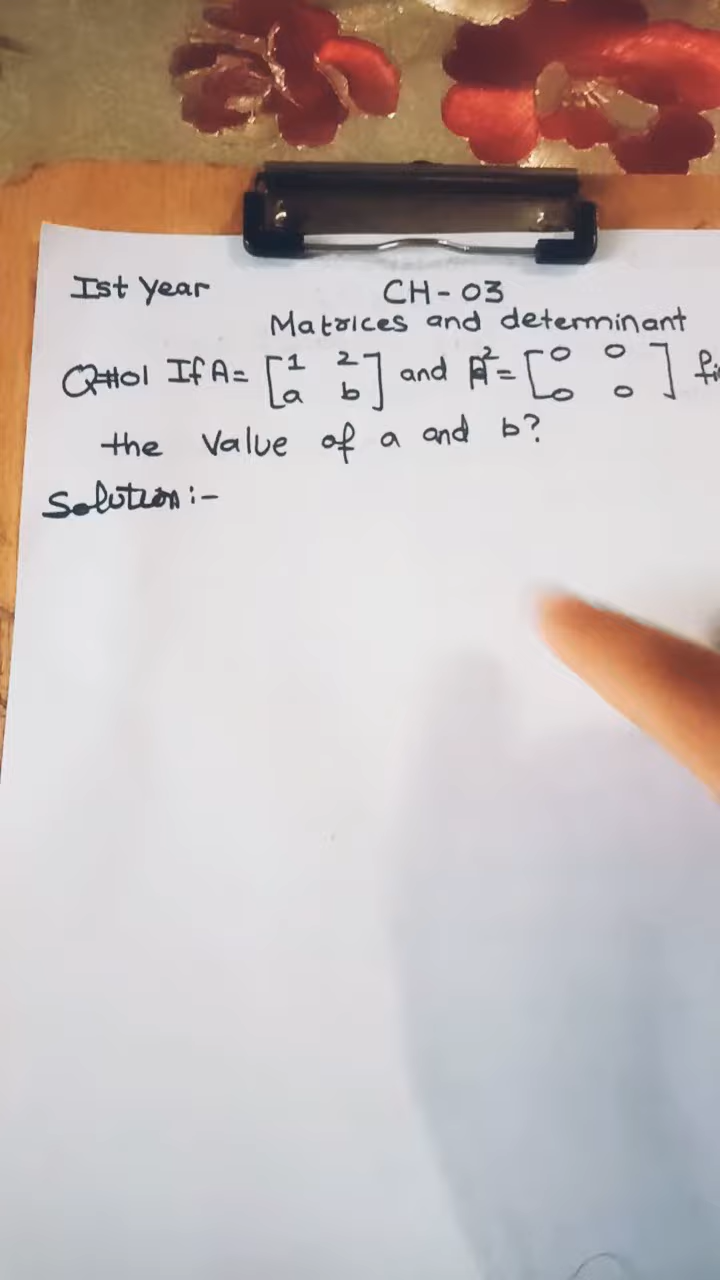 Ist Year
CH-03
Matrices and determinant
Q#01 If A= [1 2 a b] and A²= [0 0 0 0]
the Value of a and b?
Solution:-